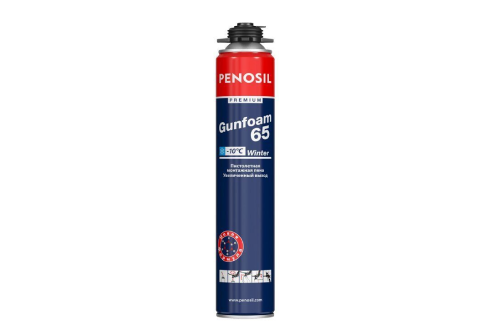 PENOSIL
PREMIUM
Gunfoam
65
-10°C Winter
Пистолетная
монтажная пена
Увеличенный выход
www.penosil.com